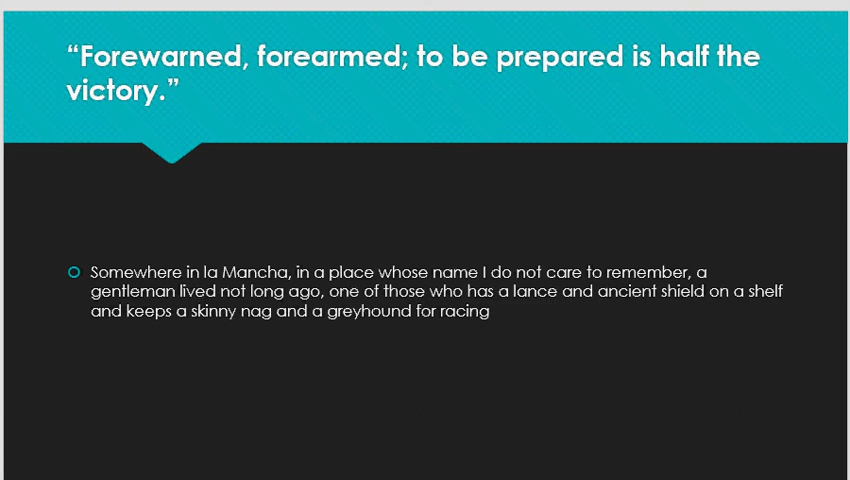 “Forewarned, forearmed; to be prepared is half the
victory.”
Somewhere in la Mancha, in a place whose name I do not care to remember, a
gentleman lived not long ago, one of those who has a lance and ancient shield on a shelf
and keeps a skinny nag and a greyhound for racing